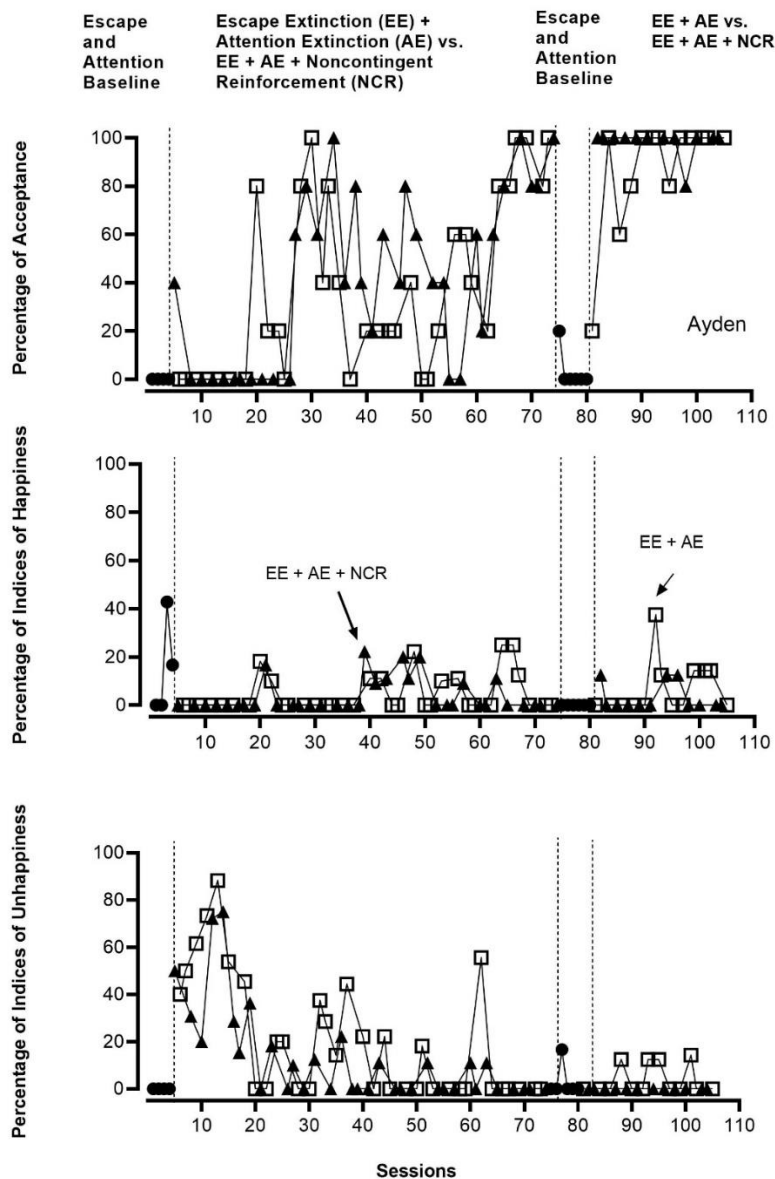 Escape
and
Attention
Baseline
Escape Extinction (EE) +
Attention Extinction (AE) vs.
EE + AE + Noncontingent
Reinforcement (NCR)
Escape
and
Attention
Baseline
EE + AE vs.
EE + AE + NCR
Percentage of Acceptance
100
80
60
40
20
0
Ayden
10 20 30 40 50 60 70 80 90 100 110
Percentage of Indices of Happiness
100
80
60
40
20
0
EE + AE + NCR
EE + AE
10 20 30 40 50 60 70 80 90 100 110
Percentage of Indices of Unhappiness
100
80
60
40
20
0
10 20 30 40 50 60 70 80 90 100 110
Sessions